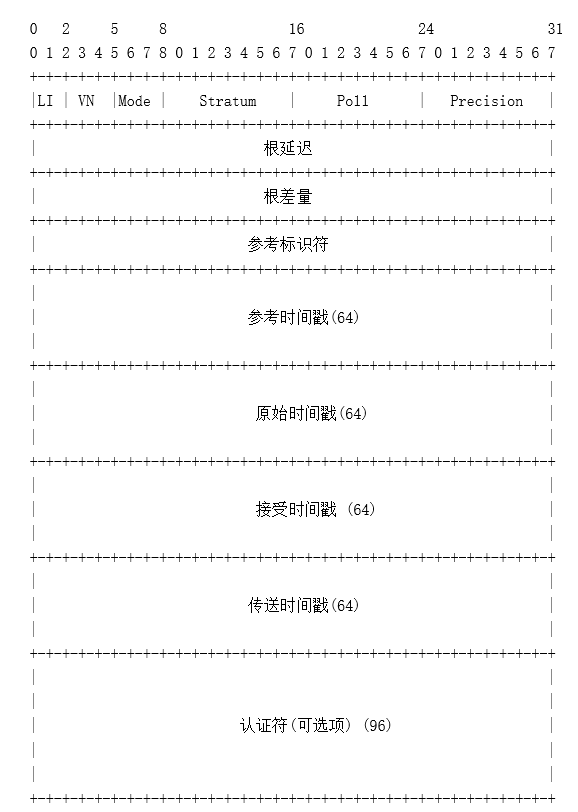 0 2 5 8 16 24 31
0 1 2 3 4 5 6 7 8 0 1 2 3 4 5 6 7 0 1 2 3 4 5 6 7 0 1 2 3 4 5 6 7
|LI | VN |Mode | Stratum | Poll | Precision |
根延迟
根差量
参考标识符
参考时间戳(64)
原始时间戳(64)
接受时间戳 (64)
传送时间戳(64)
认证符(可选项) (96)